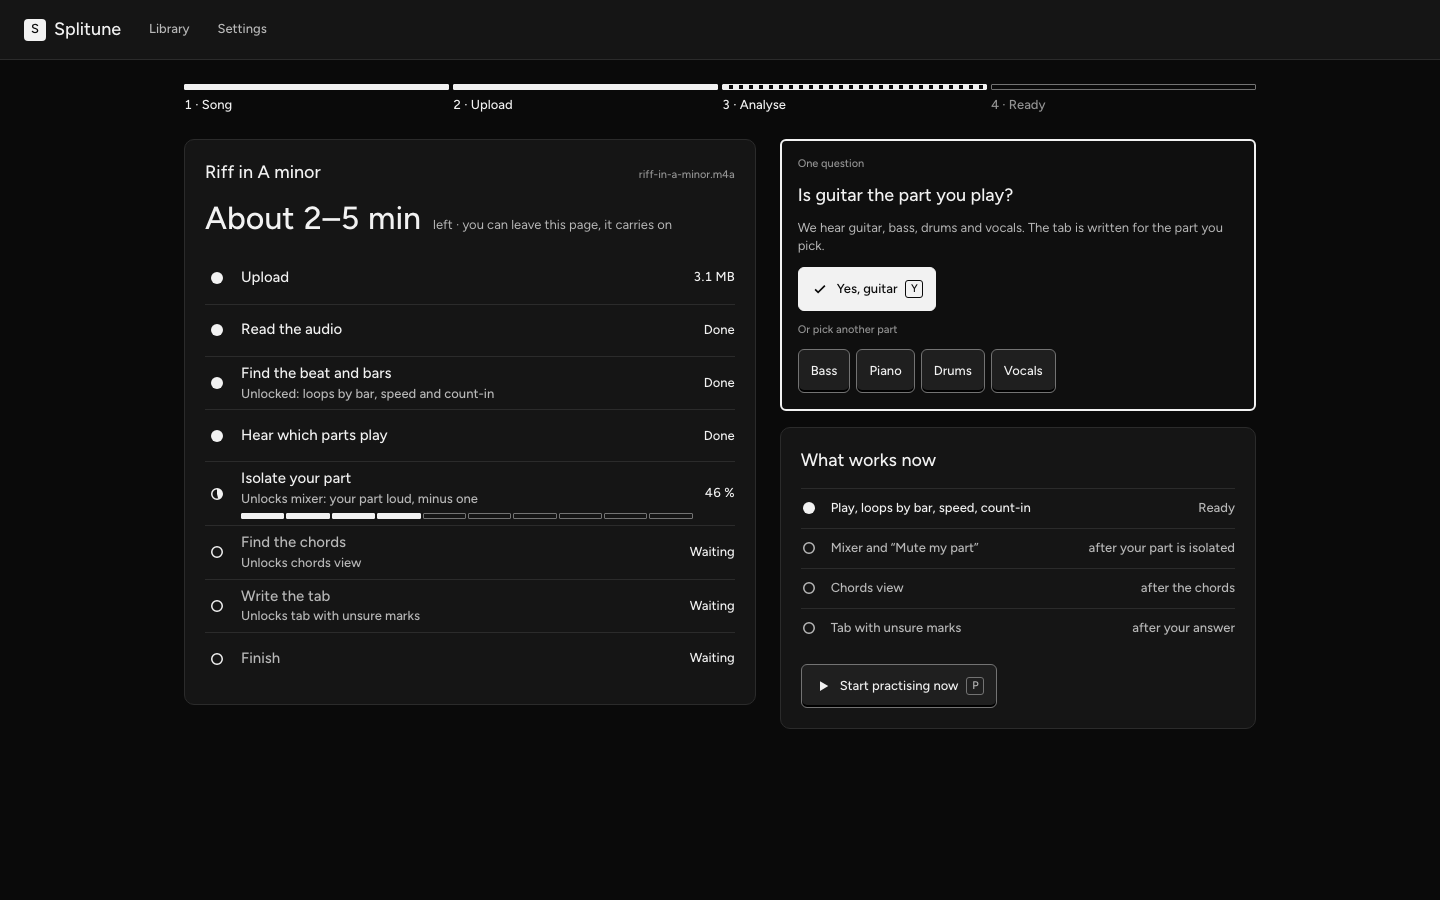 S Splitune Library Settings
1 · Song 2 · Upload 3 · Analyse 4 · Ready
Riff in A minor riff-in-a-minor.m4a
About 2–5 min left · you can leave this page, it carries on
Upload 3.1 MB
Read the audio Done
Find the beat and bars
Unlocked: loops by bar, speed and count-in Done
Hear which parts play Done
Isolate your part
Unlocks mixer: your part loud, minus one 46 %
Find the chords
Unlocks chords view Waiting
Write the tab
Unlocks tab with unsure marks Waiting
Finish Waiting
One question
Is guitar the part you play?
We hear guitar, bass, drums and vocals. The tab is written for the part you
pick.
Yes, guitar Y
Or pick another part
Bass Piano Drums Vocals
What works now
Play, loops by bar, speed, count-in Ready
Mixer and “Mute my part” after your part is isolated
Chords view after the chords
Tab with unsure marks after your answer
Start practising now P